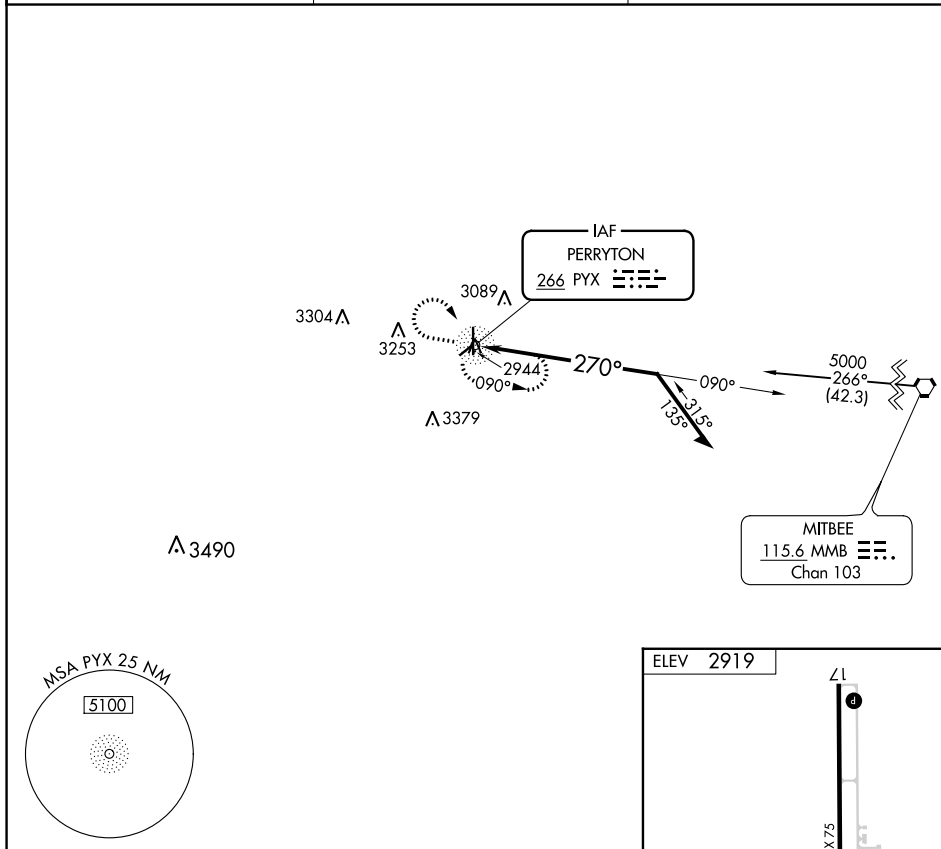 IAF
PERRYTON
266 PYX
3089
3304
3253
2944
270°
090°
090°
5000
266°
(42.3)
315°
135°
3379
MITBEE
115.6 MMB
Chan 103
3490
MSA PYX 25 NM
5100
ELEV 2919
17
P
X 75